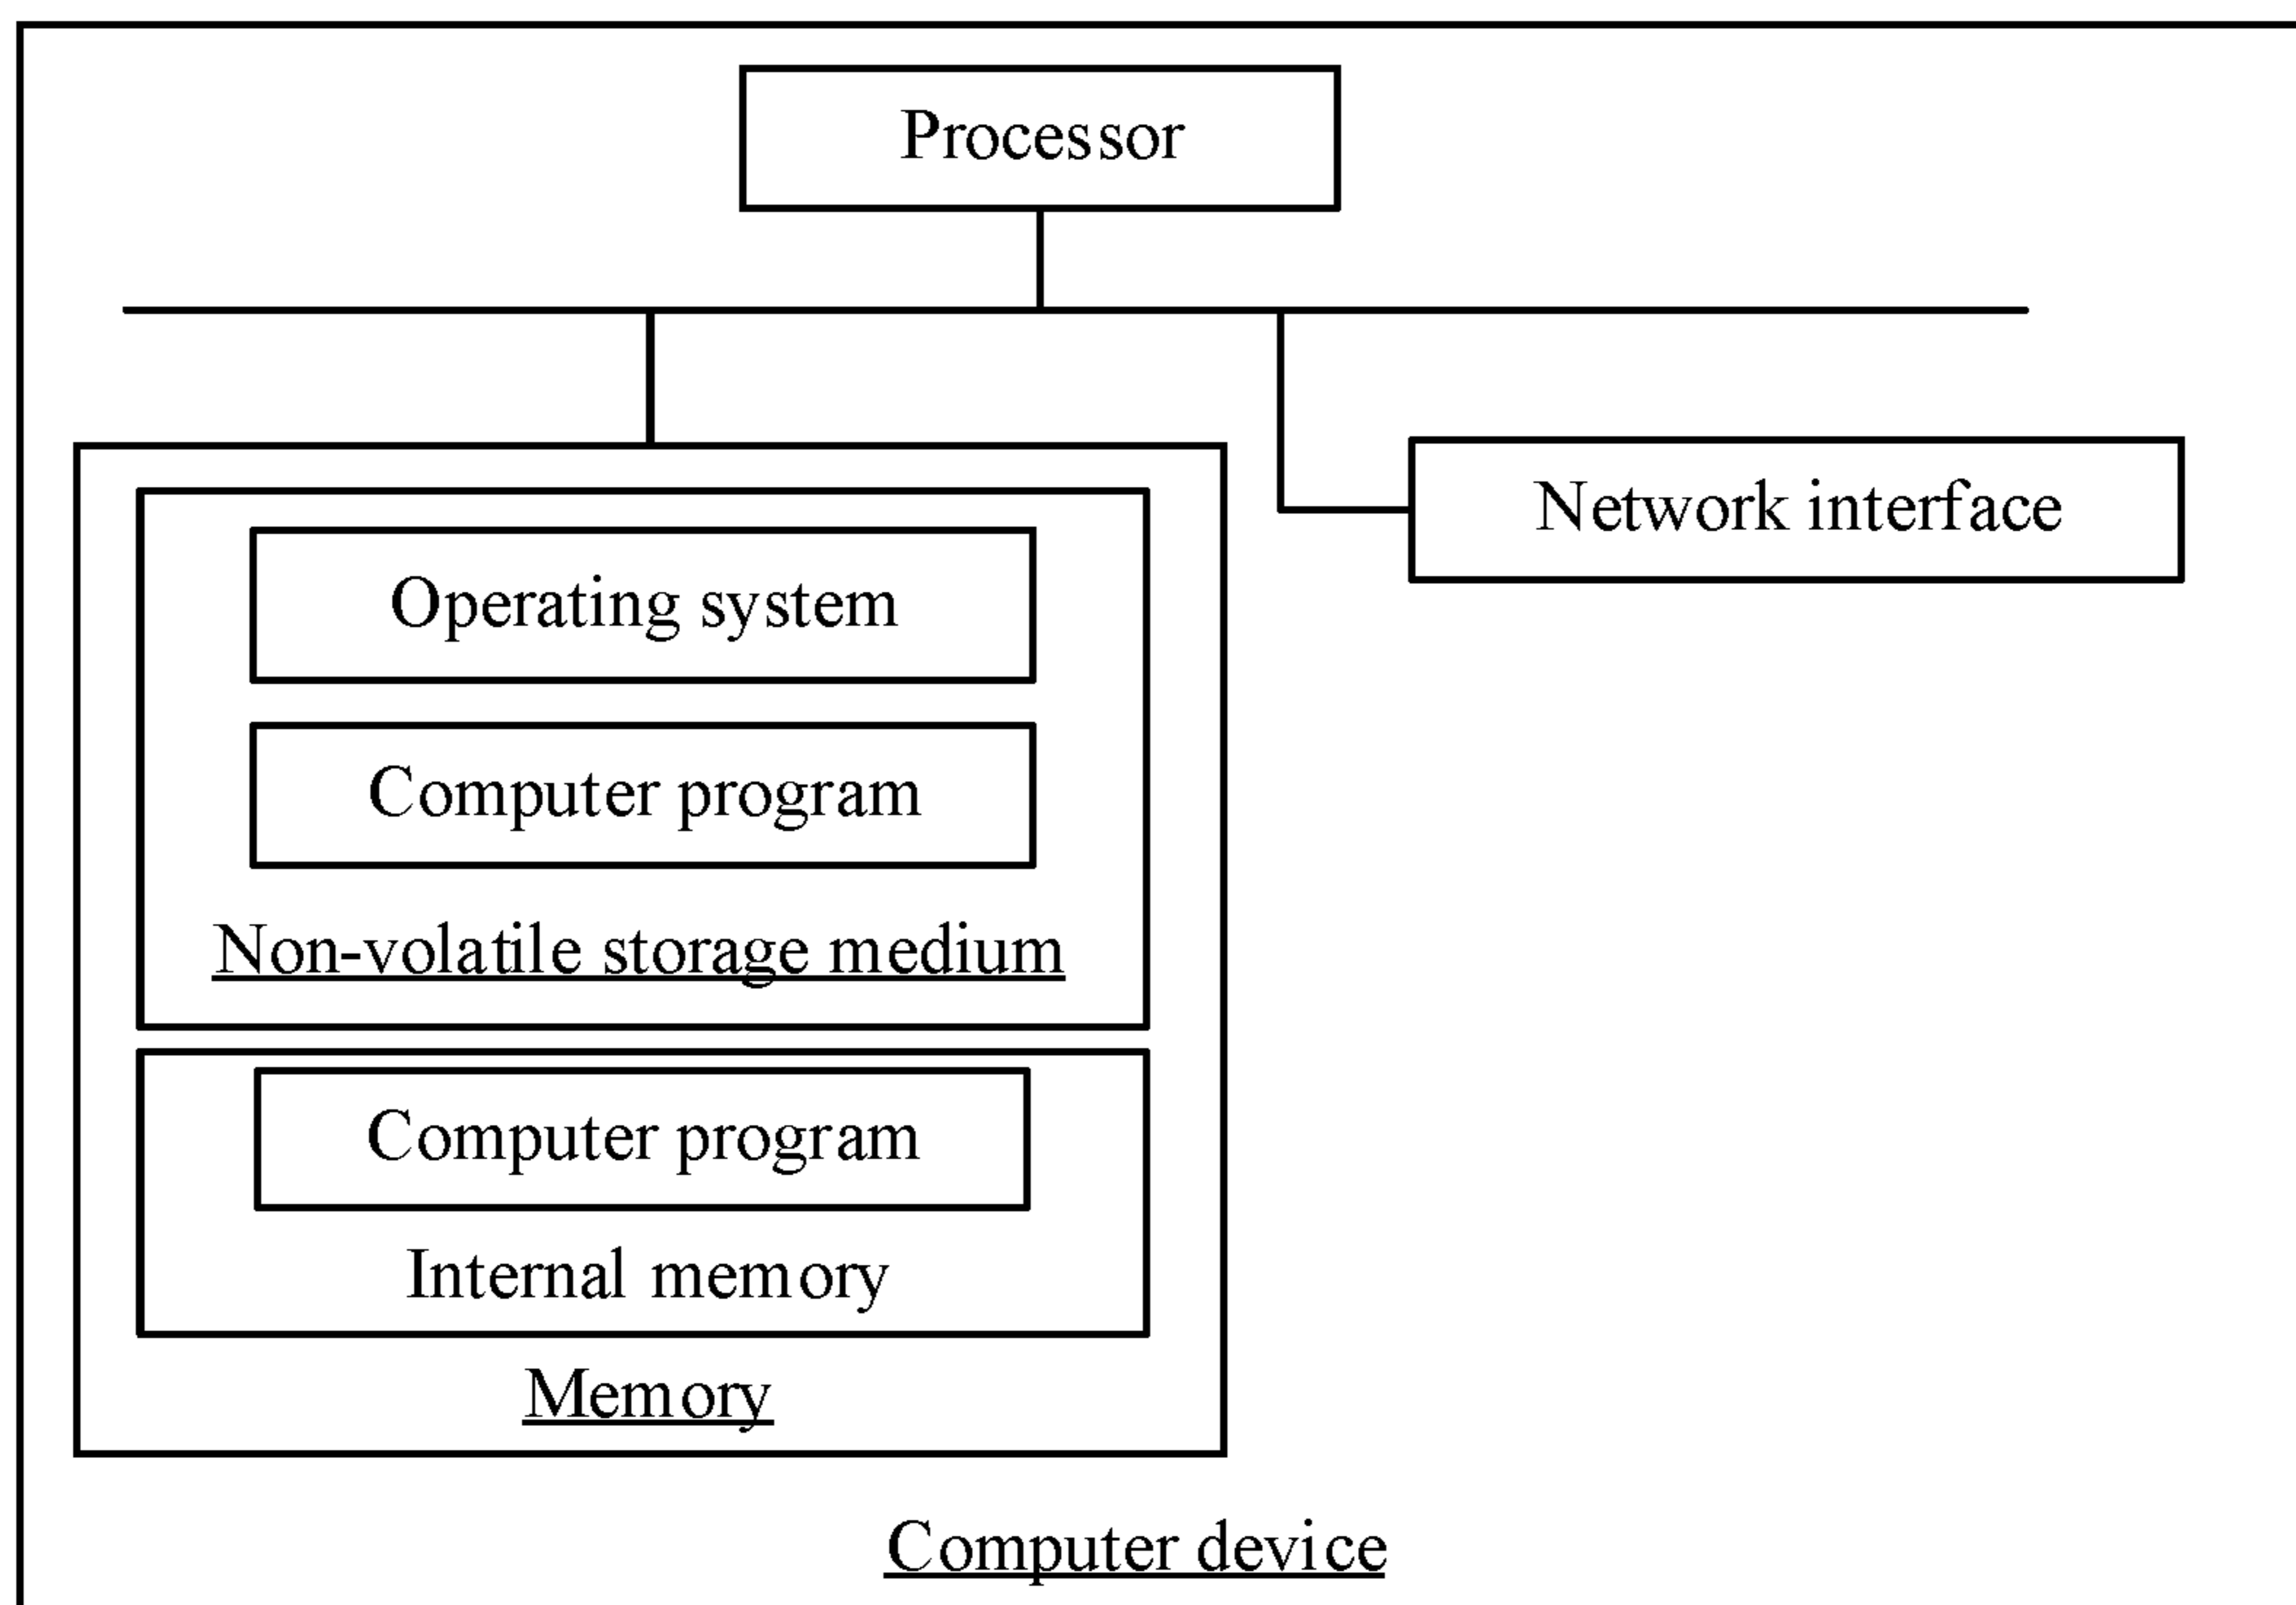 Processor
Network interface
Operating system
Computer program
Non-volatile storage medium
Computer program
Internal memory
Memory
Computer device